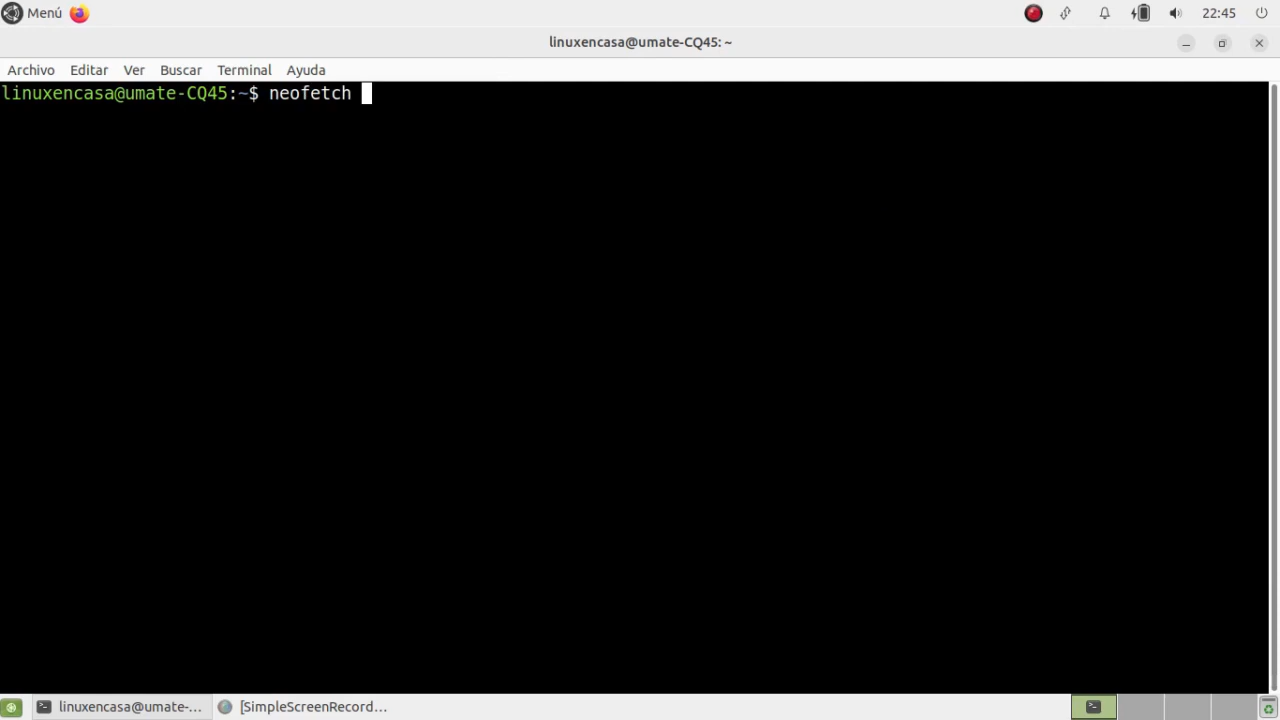 Menú
22:45
linuxencasa@umate-CQ45: ~
Archivo Editar Ver Buscar Terminal Ayuda
linuxencasa@umate-CQ45:~$ neofetch
linuxencasa@umate-... [SimpleScreenRecord...